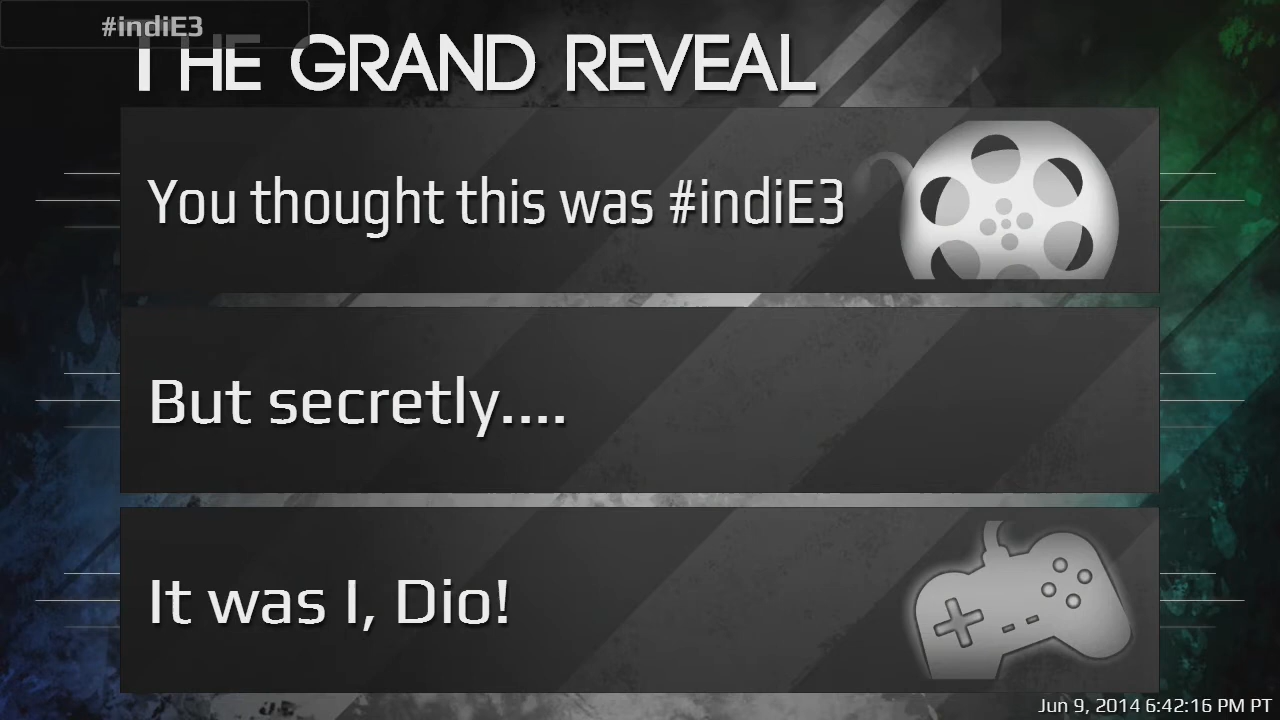 #indiE3
THE GRAND REVEAL
You thought this was #indiE3
But secretly....
It was I, Dio!
Jun 9, 2014 6:42:16 PM PT